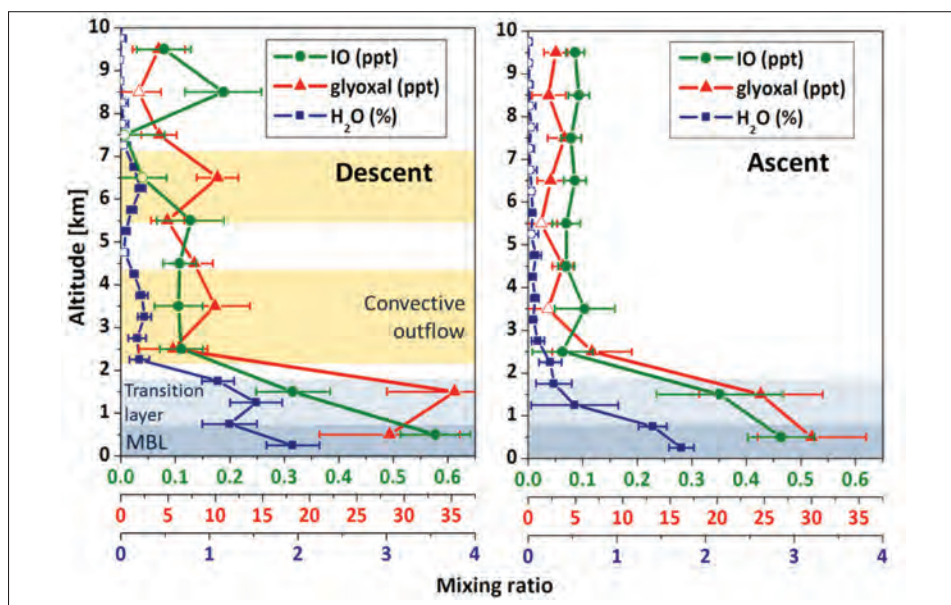 10
9
8
7
6
5
4
3
2
1
0
Altitude [km]
IO (ppt)
glyoxal (ppt)
H₂O (%)
Descent
Convective
outflow
Transition
layer
MBL
0.0 0.1 0.2 0.3 0.4 0.5 0.6
0 5 10 15 20 25 30 35
0 1 2 3 4
10
9
8
7
6
5
4
3
2
1
0
IO (ppt)
glyoxal (ppt)
H₂O (%)
Ascent
0.0 0.1 0.2 0.3 0.4 0.5 0.6
0 5 10 15 20 25 30 35
0 1 2 3 4
Mixing ratio